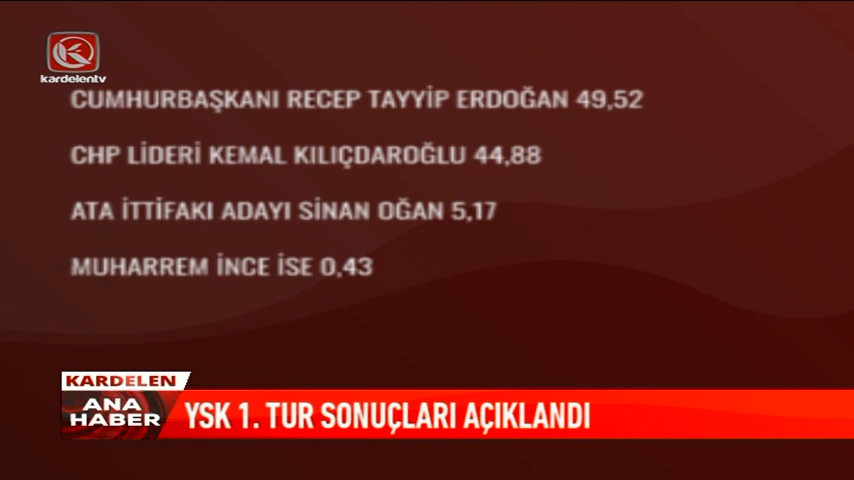 kardelentv
CUMHURBAŞKANI RECEP TAYYİP ERDOĞAN 49,52
CHP LİDERİ KEMAL KILIÇDAROĞLU 44,88
ATA İTTİFAKI ADAYI SİNAN OĞAN 5,17
MUHARREM İNCE İSE 0,43
KARDELEN
ANA
HABER
YSK 1. TUR SONUÇLARI AÇIKLANDI